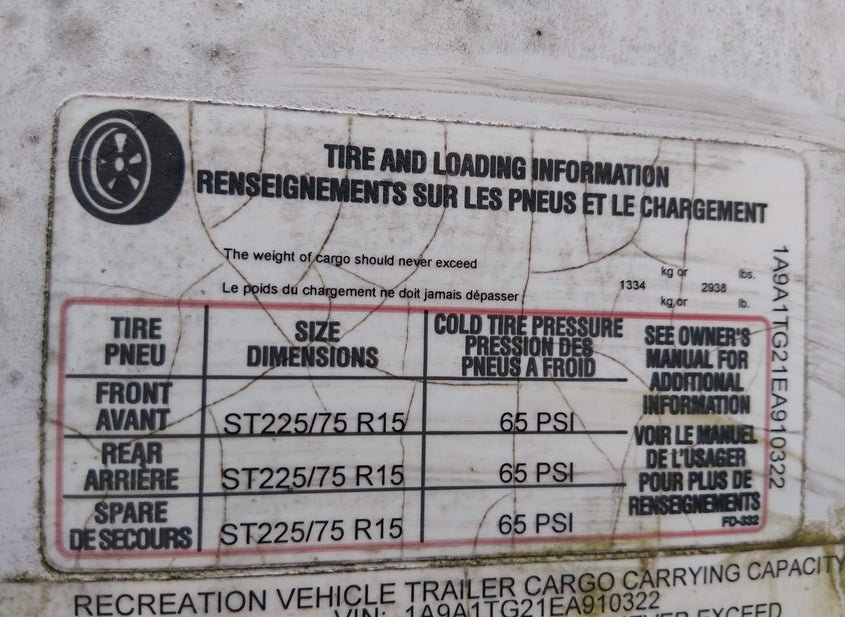 TIRE AND LOADING INFORMATION
RENSEIGNEMENTS SUR LES PNEUS ET LE CHARGEMENT
The weight of cargo should never exceed
Le poids du chargement ne doit jamais dépasser
1334
kg or
kg or
2938
lbs.
lb.
TIRE
PNEU
SIZE
DIMENSIONS
COLD TIRE PRESSURE
PRESSION DES
PNEUS A FROID
SEE OWNER'S
MANUAL FOR
ADDITIONAL
INFORMATION
VOIR LE MANUEL
DE L'USAGER
POUR PLUS DE
RENSEIGNEMENTS
FD-332
FRONT
AVANT
ST225/75 R15
65 PSI
REAR
ARRIÈRE
ST225/75 R15
65 PSI
SPARE
DE SECOURS
ST225/75 R15
65 PSI
1A9A1TG21EA910322
RECREATION VEHICLE TRAILER CARGO CARRYING CAPACITY
VIN: 1A9A1TG21EA910322
NEVER EXCEED